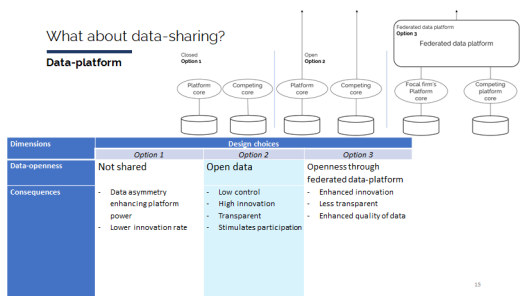 What about data-sharing?
Data-platform
Closed
Option 1
Platform
core
Competing
core
Open
Option 2
Platform
core
Competing
core
Federated data platform
Option 3
Federated data platform
Focal firm's
Platform
core
Competing
platform
core
Dimensions
Design choices
Option 1
Option 2
Option 3
Data-openness
Not shared
Open data
Openness through
federated data-platform
Consequences
- Data asymmetry
enhancing platform
power
- Lower innovation rate
- Low control
- High innovation
- Transparent
- Stimulates participation
- Enhanced innovation
- Less transparent
- Enhanced quality of data